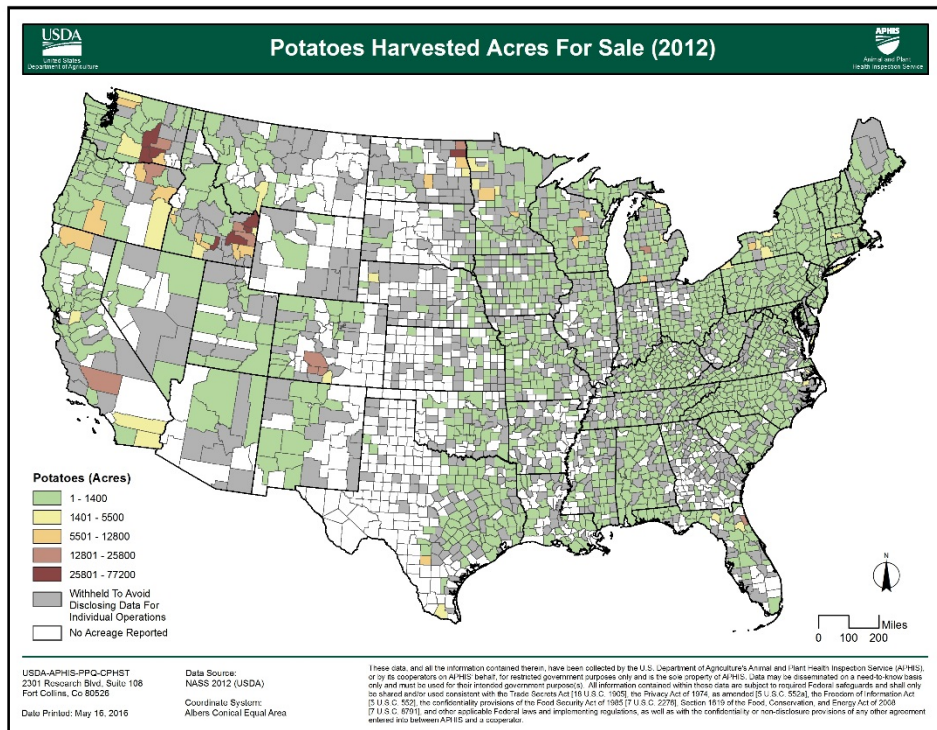 USDA
United States
Department of Agriculture
Potatoes Harvested Acres For Sale (2012)
APHIS
Animal and Plant
Health Inspection Service
Potatoes (Acres)
1 - 1400
1401 - 5500
5501 - 12800
12801 - 25800
25801 - 77200
Withheld To Avoid
Disclosing Data For
Individual Operations
No Acreage Reported
N
Miles
0 100 200
USDA-APHIS-PPQ-CPHST
2301 Research Blvd, Suite 108
Fort Collins, Co 80526
Date Printed: May 16, 2016
Data Source:
NASS 2012 (USDA)
Coordinate System:
Albers Conical Equal Area
These data, and all the information contained therein, have been collected by the U.S. Department of Agriculture's Animal and Plant Health Inspection Service (APHIS),
or by its cooperators on APHIS' behalf, for restricted government purposes only and is the sole property of APHIS. Data may be disseminated on a need-to-know basis
only and must be used for their intended government purpose(s). All information contained within these data are subject to required Federal safeguards and shall only
be shared and/or used consistent with the Trade Secrets Act [18 U.S.C. 1905], the Privacy Act of 1974, as amended [5 U.S.C. 552a], the Freedom of Information Act
[5 U.S.C. 552], the confidentiality provisions of the Food Security Act of 1985 [7 U.S.C. 2276], Section 1619 of the Food, Conservation, and Energy Act of 2008
[7 U.S.C. 8791], and other applicable Federal laws and implementing regulations, as well as with the confidentiality or non-disclosure provisions of any other agreement
entered into between APHIS and a cooperator.